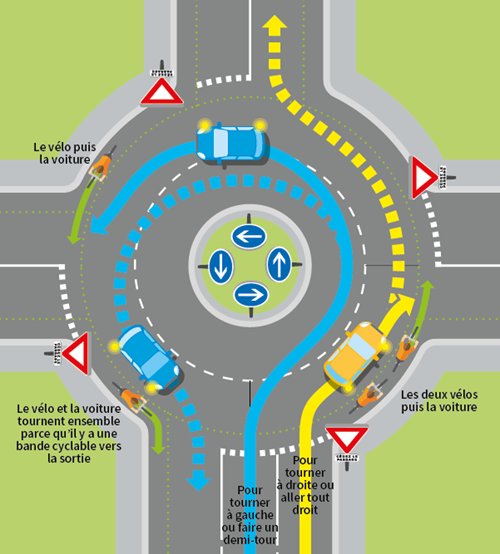 Le vélo puis
la voiture
Le vélo et la voiture
tournent ensemble
parce qu'il y a une
bande cyclable vers
la sortie
Les deux vélos
puis la voiture
Pour
tourner
à gauche
ou faire un
demi-tour
Pour
tourner
à droite ou
aller tout
droit